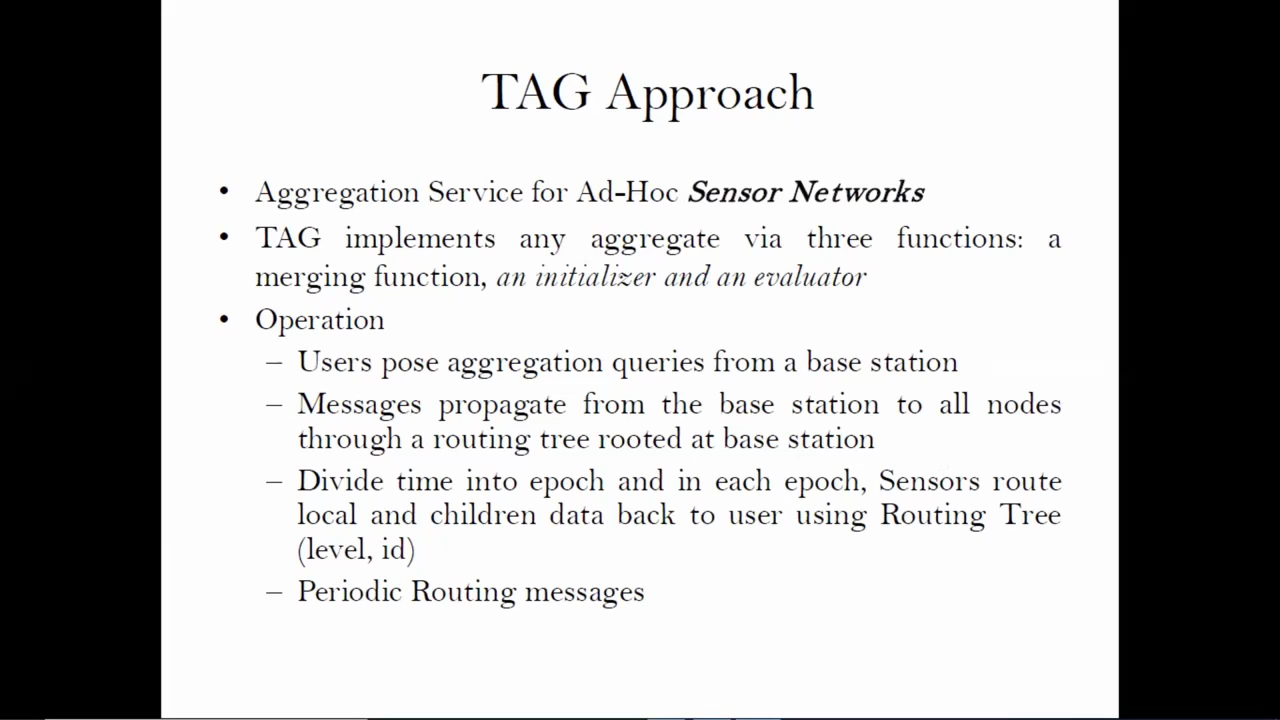 TAG Approach
• Aggregation Service for Ad-Hoc Sensor Networks
• TAG implements any aggregate via three functions: a
merging function, an initializer and an evaluator
• Operation
– Users pose aggregation queries from a base station
– Messages propagate from the base station to all nodes
through a routing tree rooted at base station
– Divide time into epoch and in each epoch, Sensors route
local and children data back to user using Routing Tree
(level, id)
– Periodic Routing messages